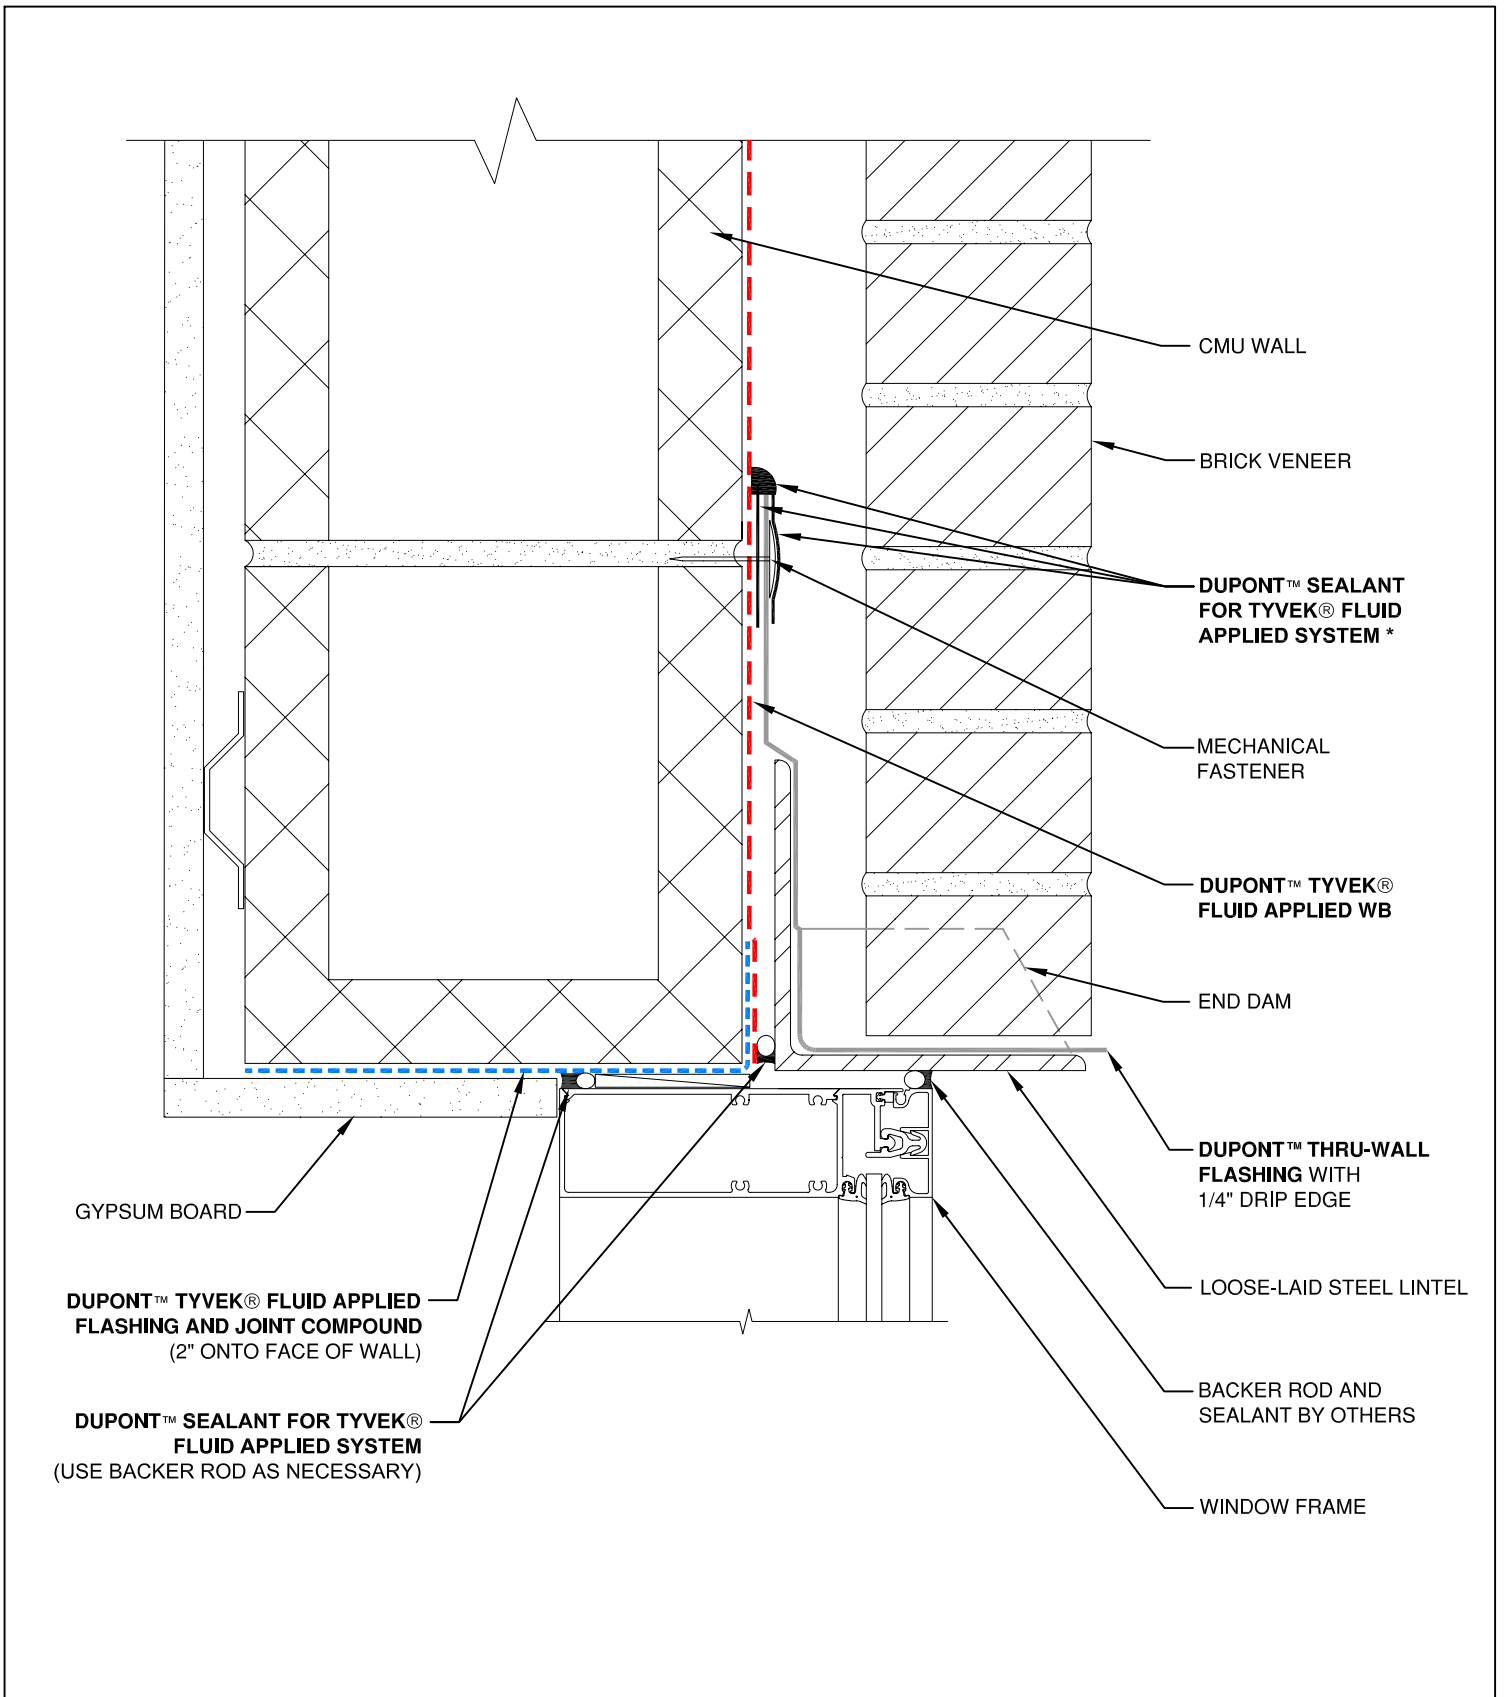 CMU WALL
BRICK VENEER
DUPONT™ SEALANT
FOR TYVEK® FLUID
APPLIED SYSTEM *
MECHANICAL
FASTENER
DUPONT™ TYVEK®
FLUID APPLIED WB
END DAM
DUPONT™ THRU-WALL
FLASHING WITH
1/4" DRIP EDGE
GYPSUM BOARD
LOOSE-LAID STEEL LINTEL
DUPONT™ TYVEK® FLUID APPLIED
FLASHING AND JOINT COMPOUND
(2" ONTO FACE OF WALL)
BACKER ROD AND
SEALANT BY OTHERS
DUPONT™ SEALANT FOR TYVEK®
FLUID APPLIED SYSTEM
(USE BACKER ROD AS NECESSARY)
WINDOW FRAME